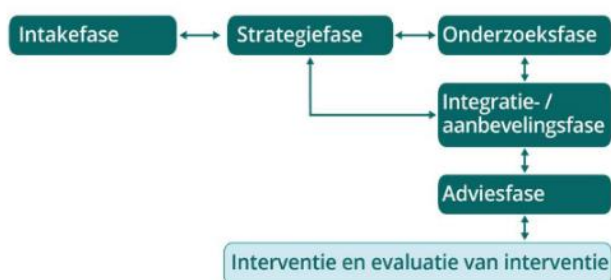 Intakefase
Strategiefase
Onderzoeksfase
Integratie- /
aanbevelingsfase
Adviesfase
Interventie en evaluatie van interventie